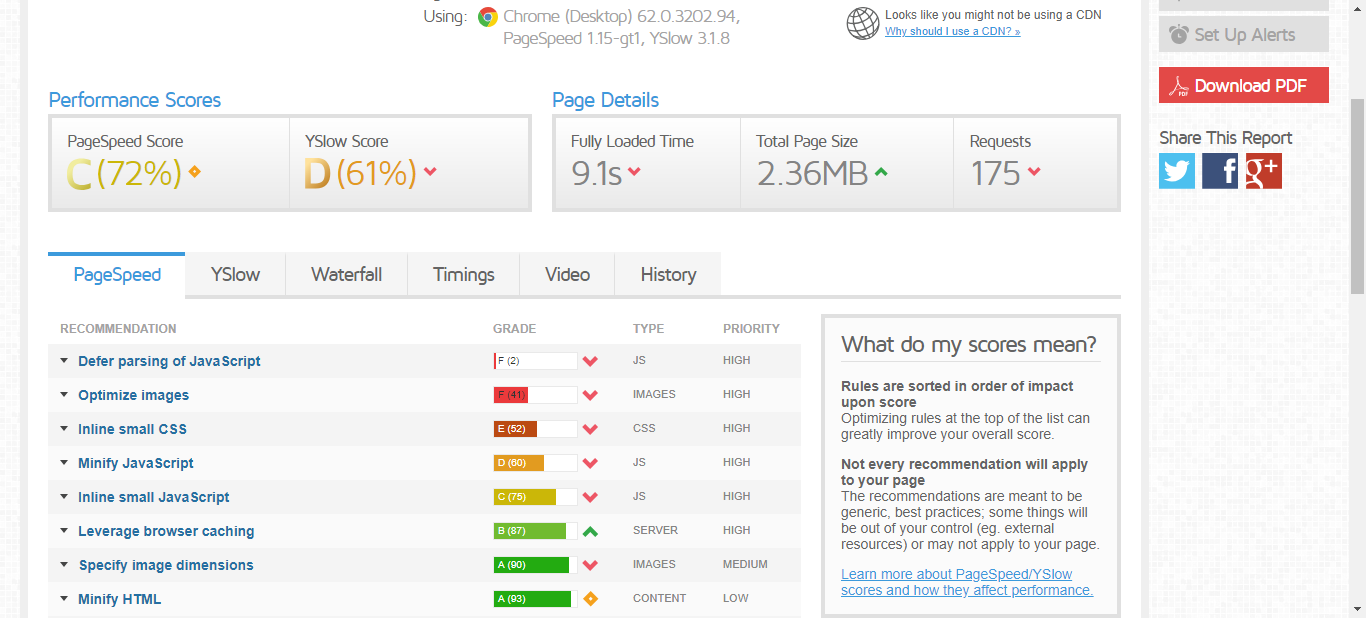 Using: Chrome (Desktop) 62.0.3202.94,
PageSpeed 1.15-gt1, YSlow 3.1.8
Looks like you might not be using a CDN
Why should I use a CDN? »
Set Up Alerts
Download PDF
Share This Report
Performance Scores
PageSpeed Score
C (72%)
YSlow Score
D (61%)
Page Details
Fully Loaded Time
9.1s
Total Page Size
2.36MB
Requests
175
PageSpeed YSlow Waterfall Timings Video History
RECOMMENDATION GRADE TYPE PRIORITY
Defer parsing of JavaScript F (2) JS HIGH
Optimize images F (41) IMAGES HIGH
Inline small CSS E (52) CSS HIGH
Minify JavaScript D (60) JS HIGH
Inline small JavaScript C (75) JS HIGH
Leverage browser caching B (87) SERVER HIGH
Specify image dimensions A (90) IMAGES MEDIUM
Minify HTML A (93) CONTENT LOW
What do my scores mean?
Rules are sorted in order of impact
upon score
Optimizing rules at the top of the list can
greatly improve your overall score.
Not every recommendation will apply
to your page
The recommendations are meant to be
generic, best practices; some things will
be out of your control (eg. external
resources) or may not apply to your page.
Learn more about PageSpeed/YSlow
scores and how they affect performance.